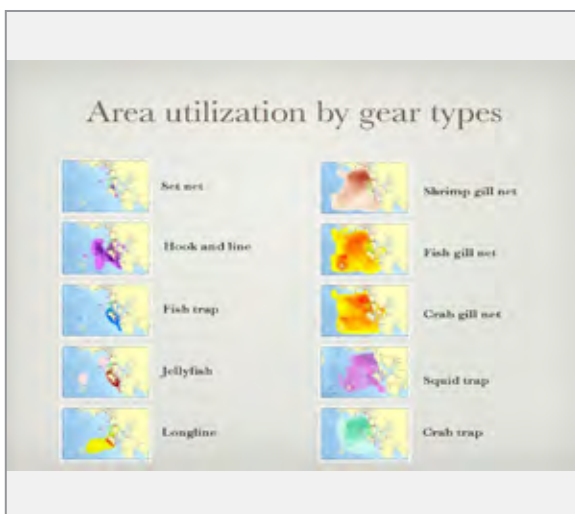 Area utilization by gear types
Set net
Hook and line
Fish trap
Jellyfish
Longline
Shrimp gill net
Fish gill net
Crab gill net
Squid trap
Crab trap